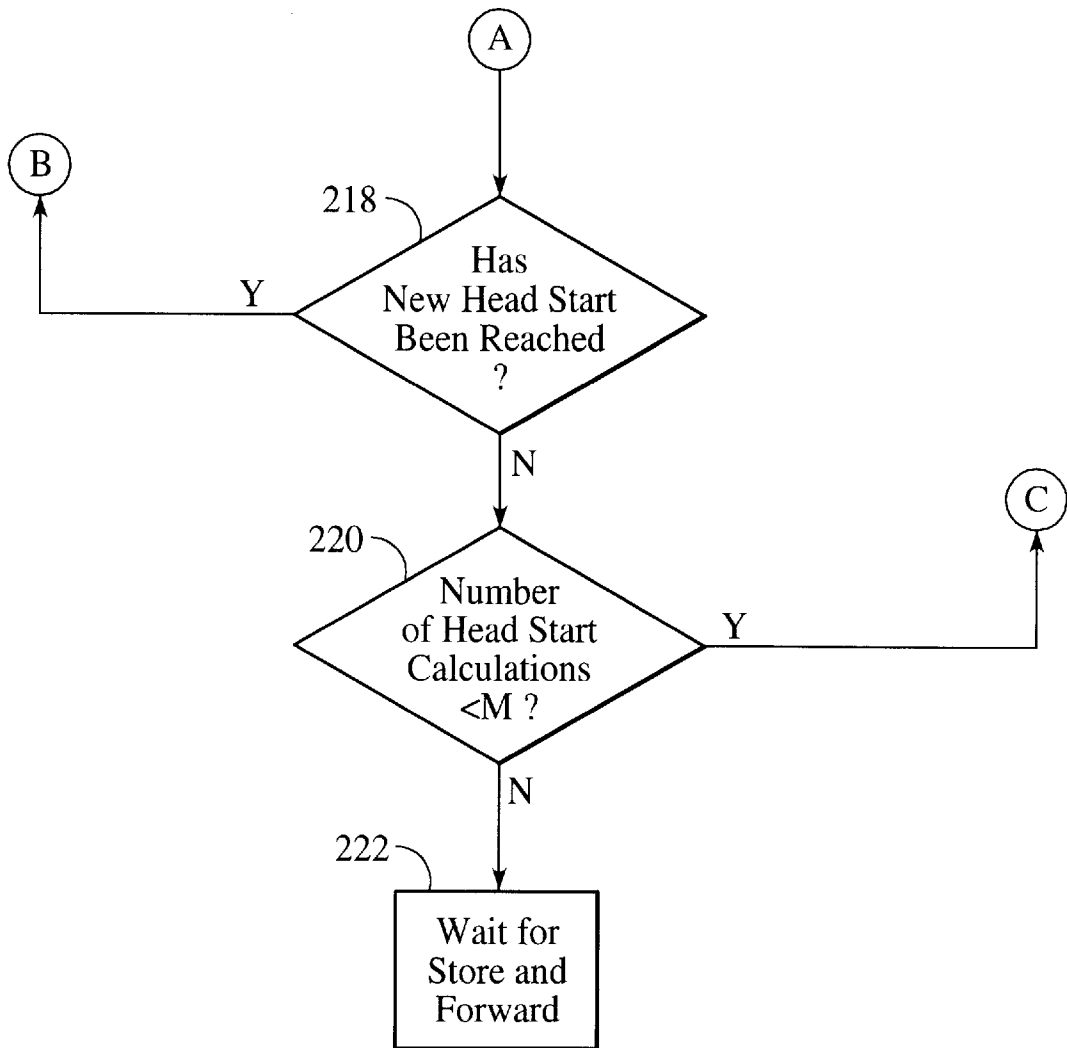 A
B
218
Has
New Head Start
Been Reached
?
Y
N
C
220
Number
of Head Start
Calculations
<M ?
Y
N
222
Wait for
Store and
Forward